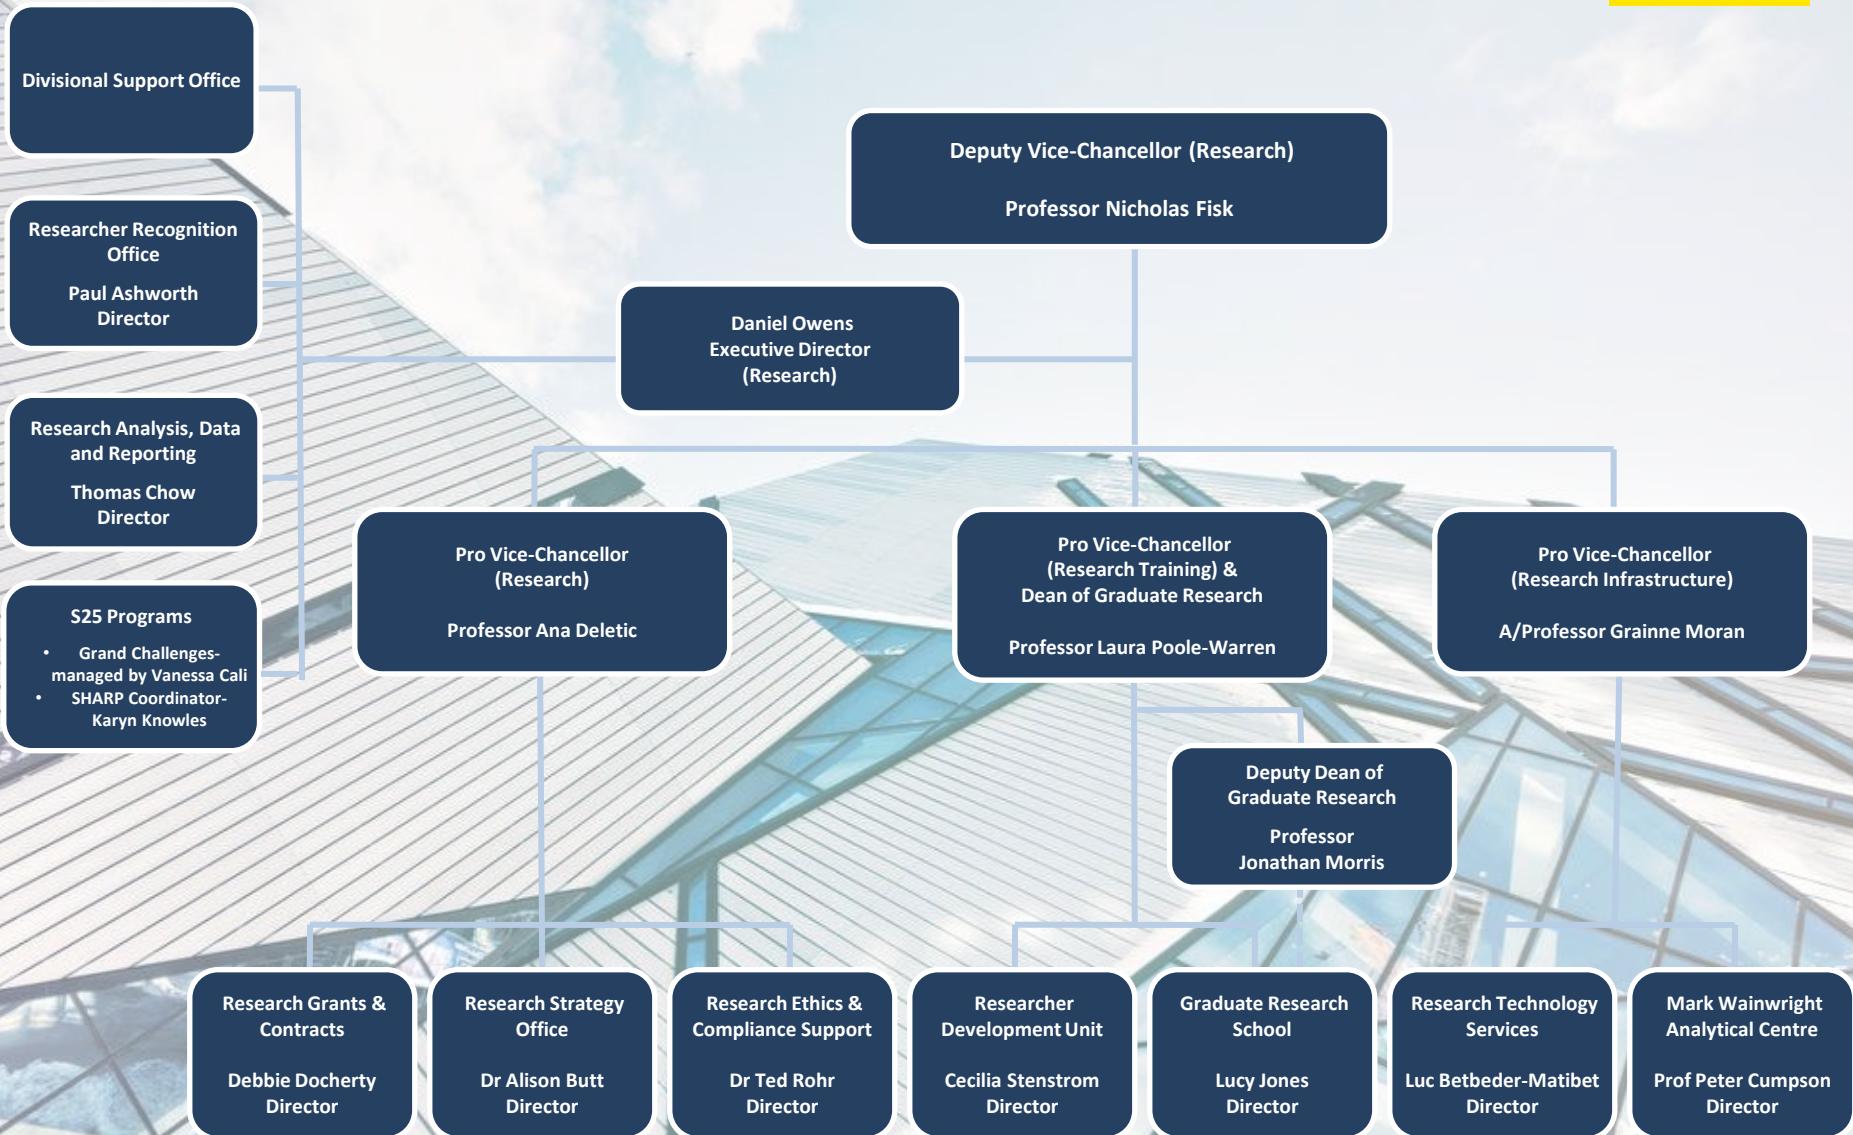 Divisional Support Office
Deputy Vice-Chancellor (Research)
Professor Nicholas Fisk
Researcher Recognition
Office
Paul Ashworth
Director
Daniel Owens
Executive Director
(Research)
Research Analysis, Data
and Reporting
Thomas Chow
Director
S25 Programs
• Grand Challenges-
managed by Vanessa Cali
• SHARP Coordinator-
Karyn Knowles
Pro Vice-Chancellor
(Research)
Professor Ana Deletic
Pro Vice-Chancellor
(Research Training) &
Dean of Graduate Research
Professor Laura Poole-Warren
Pro Vice-Chancellor
(Research Infrastructure)
A/Professor Grainne Moran
Deputy Dean of
Graduate Research
Professor
Jonathan Morris
Research Grants &
Contracts
Debbie Docherty
Director
Research Strategy
Office
Dr Alison Butt
Director
Research Ethics &
Compliance Support
Dr Ted Rohr
Director
Researcher
Development Unit
Cecilia Stenstrom
Director
Graduate Research
School
Lucy Jones
Director
Research Technology
Services
Luc Betbeder-Matibet
Director
Mark Wainwright
Analytical Centre
Prof Peter Cumpson
Director